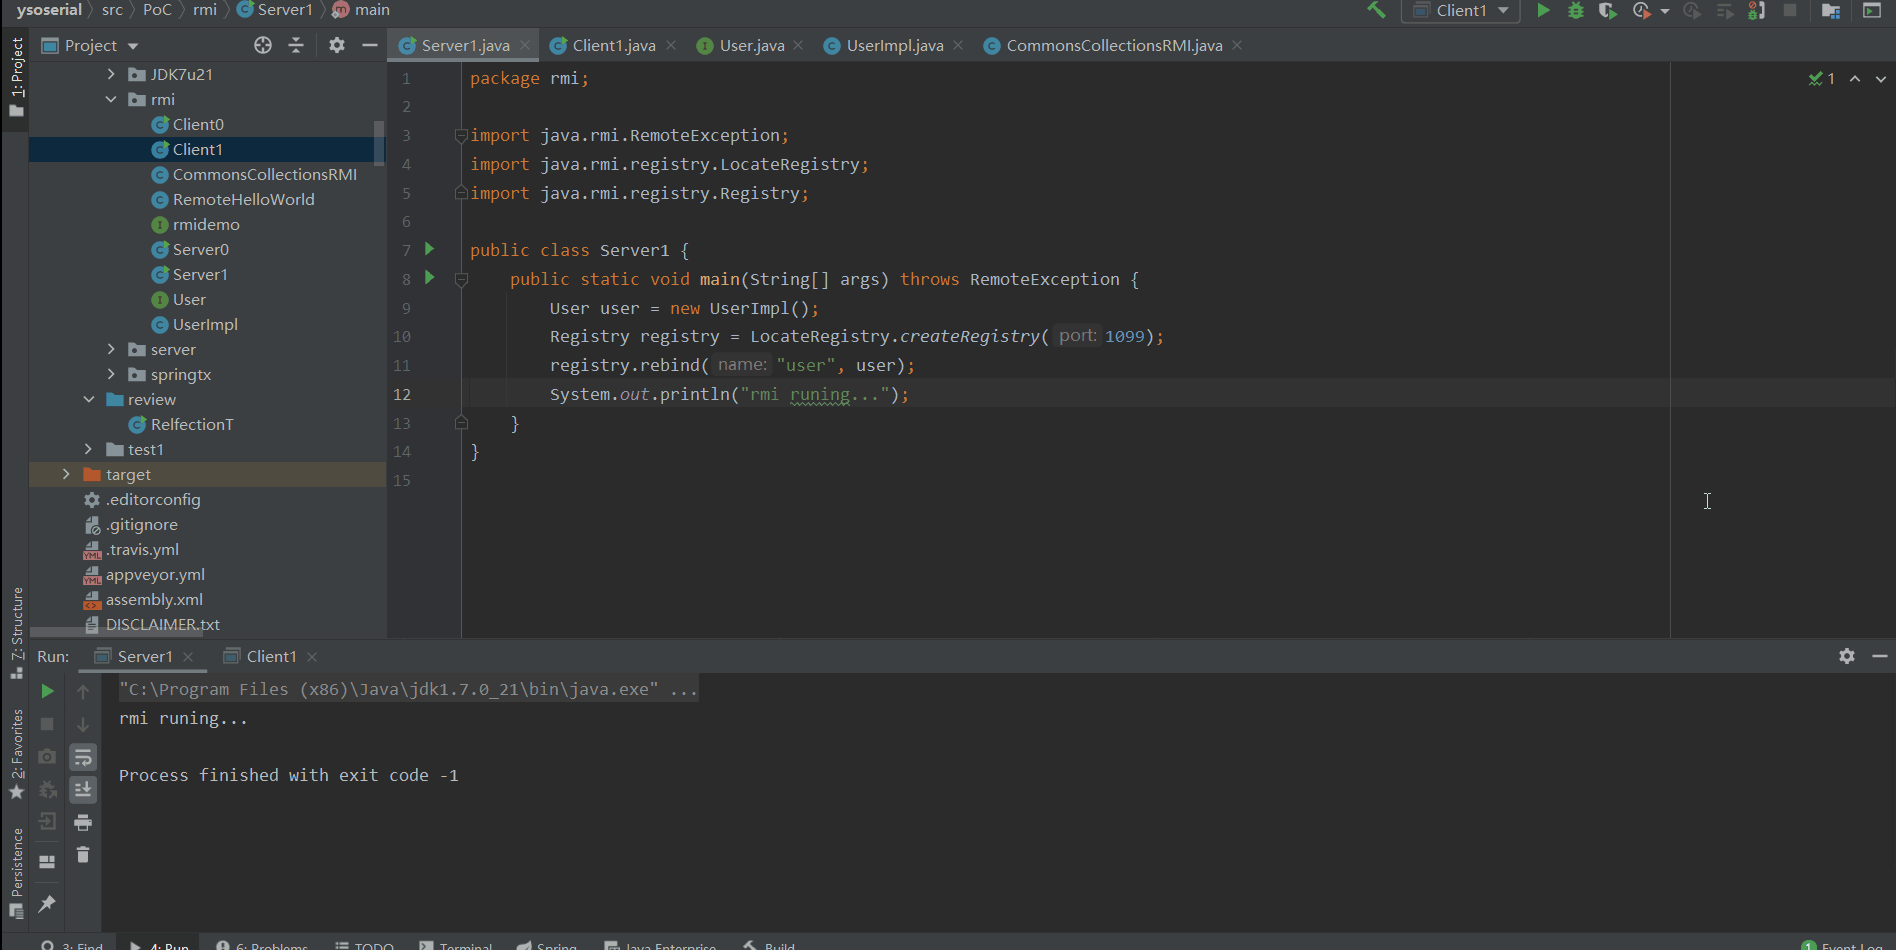 ysoserial src PoC rmi Server1 main
Client1
Project
Server1.java Client1.java User.java UserImpl.java CommonsCollectionsRMI.java
1: Project
JDK7u21
rmi
Client0
Client1
CommonsCollectionsRMI
RemoteHelloWorld
rmidemo
Server0
Server1
User
UserImpl
server
springtx
review
RelfectionT
test1
target
.editorconfig
.gitignore
.travis.yml
appveyor.yml
assembly.xml
DISCLAIMER.txt
1
1 package rmi;
2
3 import java.rmi.RemoteException;
4 import java.rmi.registry.LocateRegistry;
5 import java.rmi.registry.Registry;
6
7 public class Server1 {
8 public static void main(String[] args) throws RemoteException {
9 User user = new UserImpl();
10 Registry registry = LocateRegistry.createRegistry( port: 1099);
11 registry.rebind( name: "user", user);
12 System.out.println("rmi runing...");
13 }
14 }
15
Z: Structure
2: Favorites
Persistence
Run: Server1 Client1
"C:\Program Files (x86)\Java\jdk1.7.0_21\bin\java.exe" ...
rmi runing...
Process finished with exit code -1
3: Find 4: Run 6: Problems TODO Terminal Spring Java Enterprise Build 1 Event Log